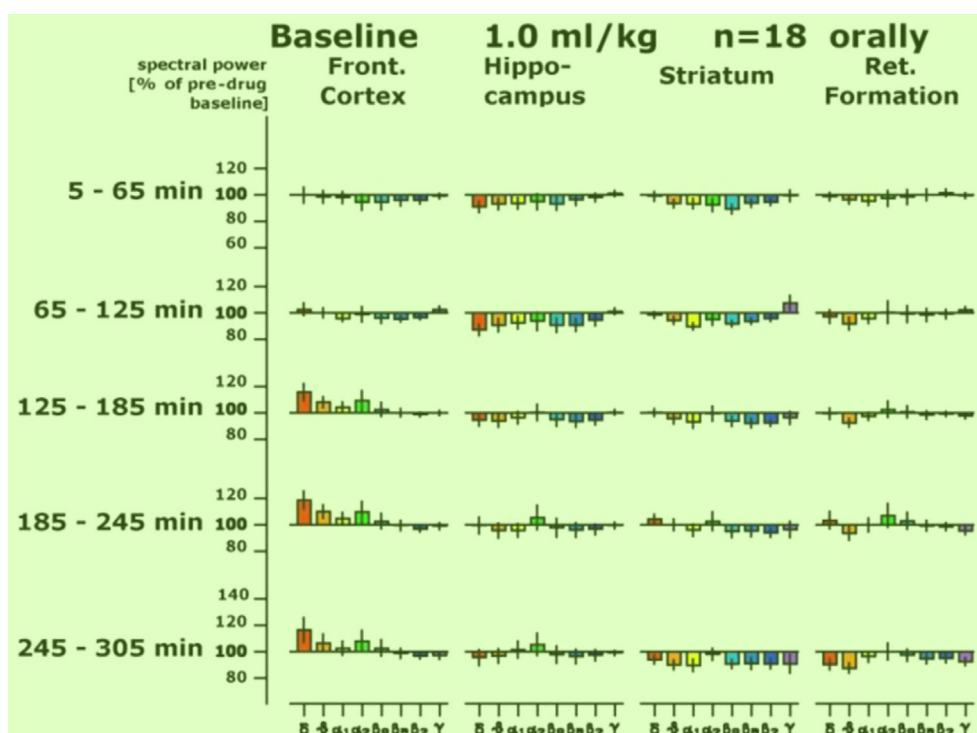 Baseline 1.0 ml/kg n=18 orally
spectral power
[% of pre-drug
baseline]
Front.
Cortex
Hippo-
campus
Striatum
Ret.
Formation
120
5 - 65 min 100
80
60
120
65 - 125 min 100
80
120
125 - 185 min 100
80
120
185 - 245 min 100
80
140
120
245 - 305 min 100
80